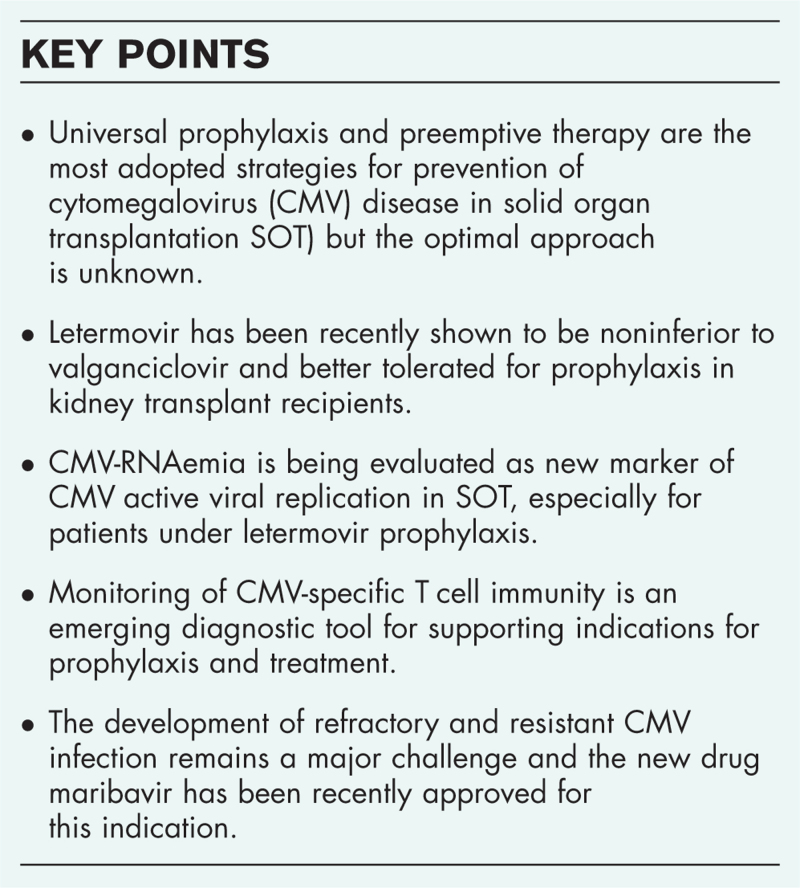 KEY POINTS
● Universal prophylaxis and preemptive therapy are the
most adopted strategies for prevention of
cytomegalovirus (CMV) disease in solid organ
transplantation SOT) but the optimal approach
is unknown.
● Letermovir has been recently shown to be noninferior to
valganciclovir and better tolerated for prophylaxis in
kidney transplant recipients.
● CMV-RNAemia is being evaluated as new marker of
CMV active viral replication in SOT, especially for
patients under letermovir prophylaxis.
● Monitoring of CMV-specific T cell immunity is an
emerging diagnostic tool for supporting indications for
prophylaxis and treatment.
● The development of refractory and resistant CMV
infection remains a major challenge and the new drug
maribavir has been recently approved for
this indication.